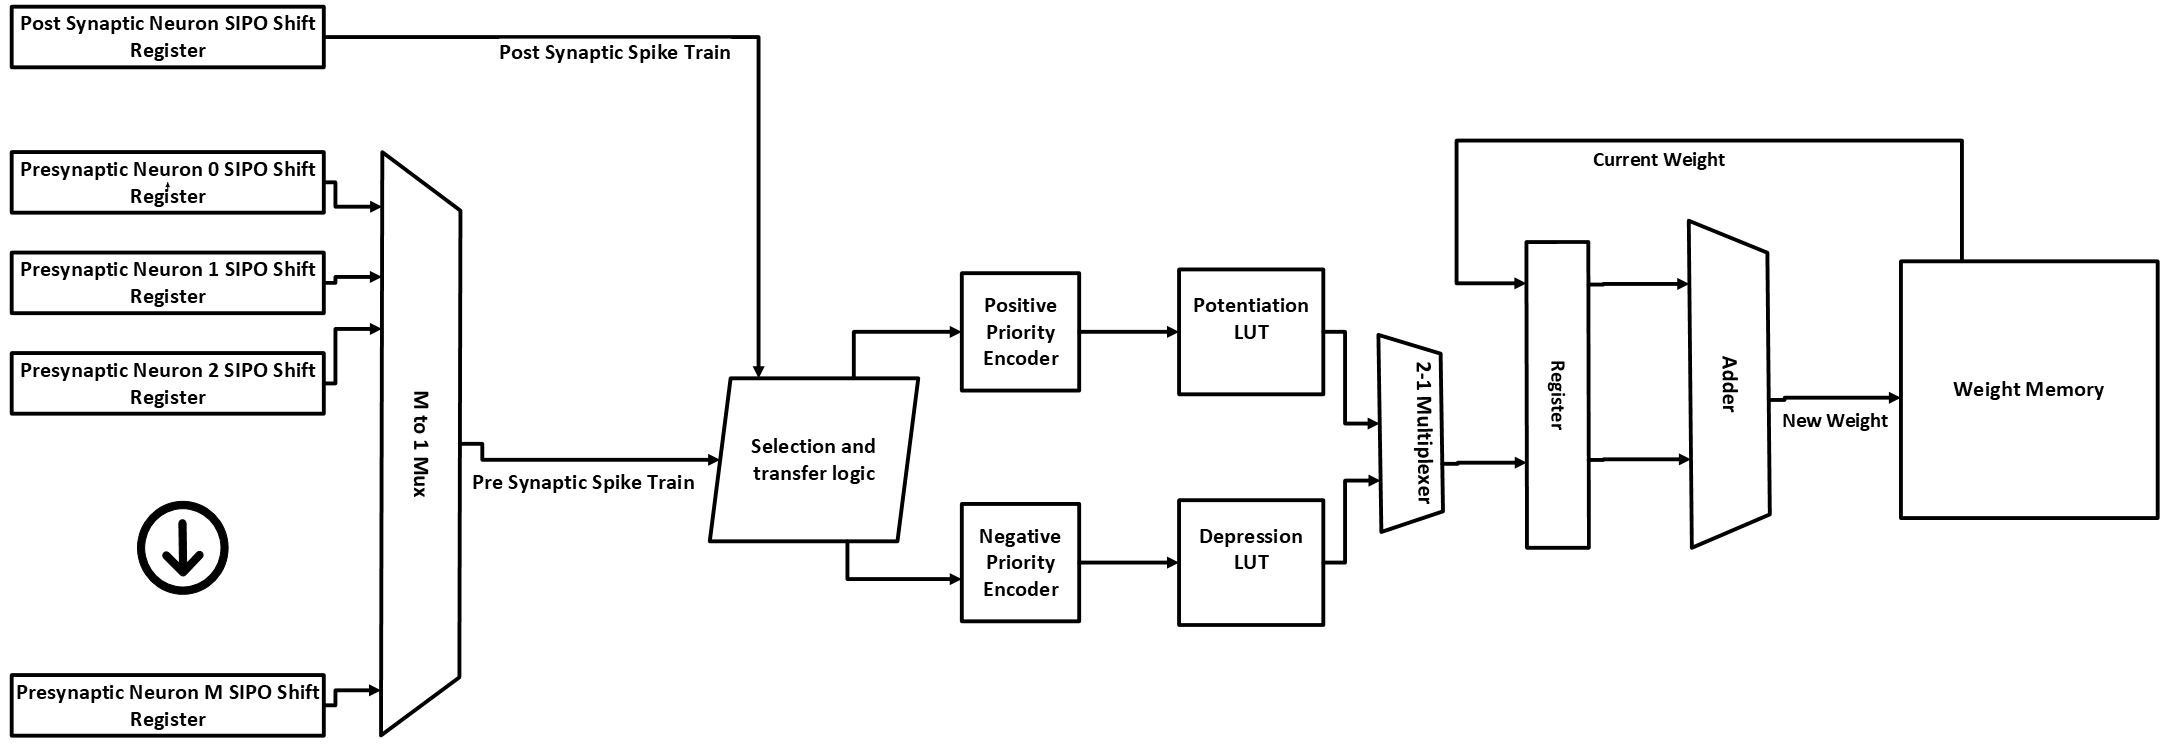 Post Synaptic Neuron SIPO Shift
Register
Post Synaptic Spike Train
Presynaptic Neuron 0 SIPO Shift
Register
Presynaptic Neuron 1 SIPO Shift
Register
Presynaptic Neuron 2 SIPO Shift
Register
Presynaptic Neuron M SIPO Shift
Register
M to 1 Mux
Pre Synaptic Spike Train
Selection and
transfer logic
Positive
Priority
Encoder
Potentiation
LUT
Negative
Priority
Encoder
Depression
LUT
2-1 Multiplexer
Current Weight
Register
Adder
New Weight
Weight Memory